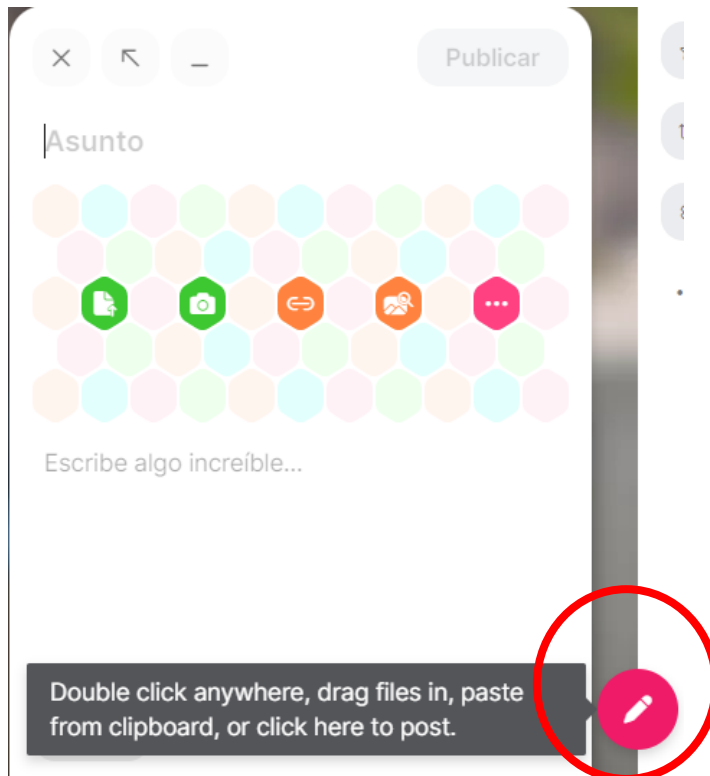 Publicar
Asunto
Escribe algo increíble...
Double click anywhere, drag files in, paste
from clipboard, or click here to post.